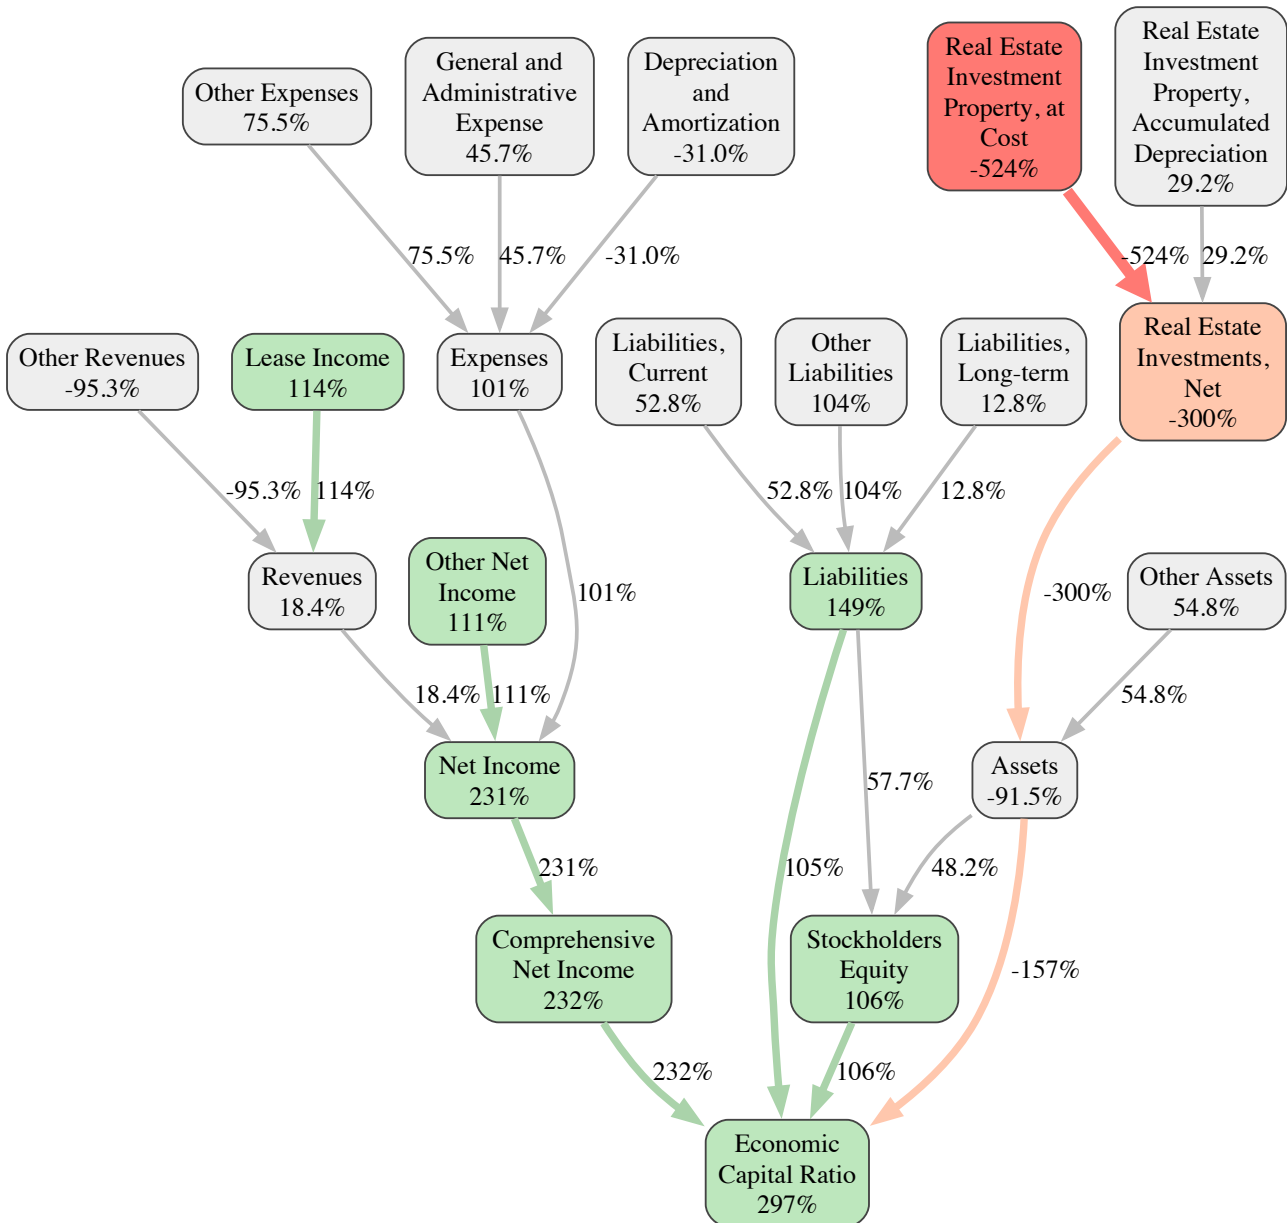 Real Estate
Investment
Property, at
Cost
-524%
Real Estate
Investment
Property,
Accumulated
Depreciation
29.2%
General and
Administrative
Expense
45.7%
Depreciation
and
Amortization
-31.0%
Other Expenses
75.5%
75.5%
45.7%
-31.0%
-524%
29.2%
Other Revenues
-95.3%
Lease Income
114%
Expenses
101%
Liabilities,
Current
52.8%
Other
Liabilities
104%
Liabilities,
Long-term
12.8%
Real Estate
Investments,
Net
-300%
-95.3%
114%
52.8%
104%
12.8%
Revenues
18.4%
Other Net
Income
111%
101%
Liabilities
149%
-300%
Other Assets
54.8%
18.4%
111%
54.8%
Net Income
231%
57.7%
Assets
-91.5%
231%
105%
48.2%
Comprehensive
Net Income
232%
Stockholders
Equity
106%
-157%
232%
106%
Economic
Capital Ratio
297%